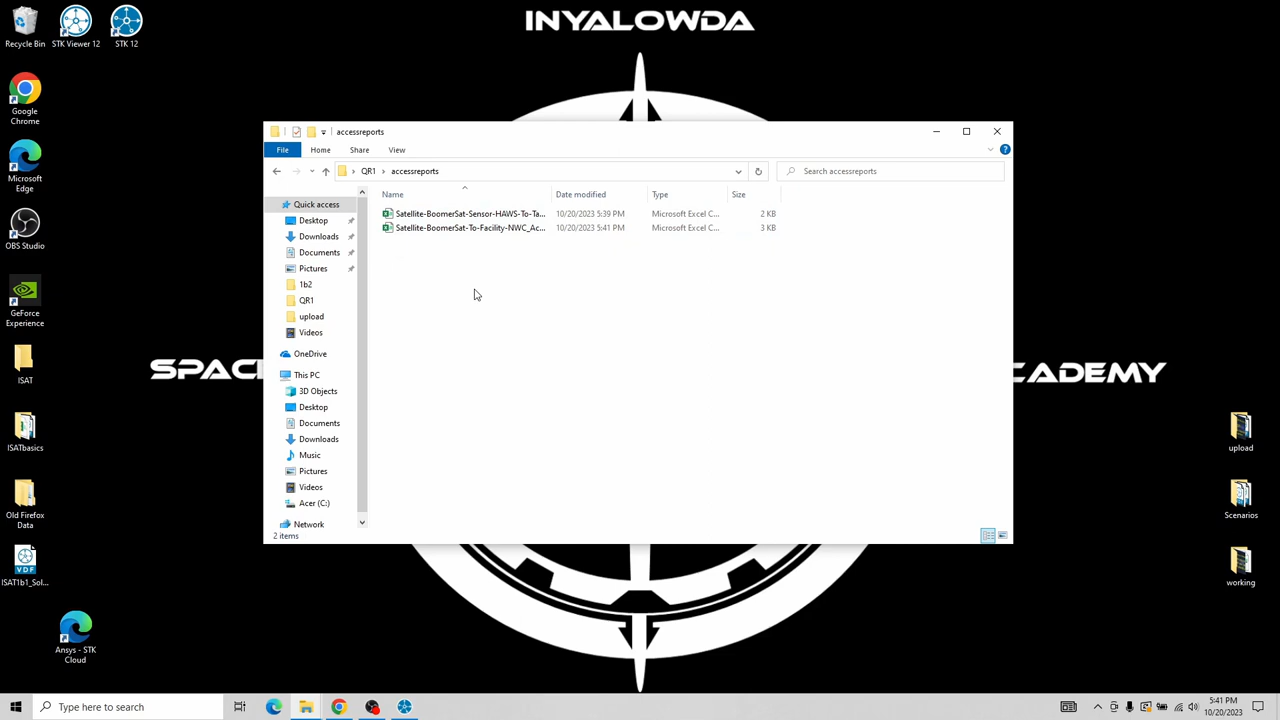 INYALOWDA
Recycle Bin
STK Viewer 12
STK 12
Google
Chrome
Microsoft
Edge
OBS Studio
GeForce
Experience
ISAT
ISATbasics
Old Firefox
Data
ISAT1b1_Sol...
Ansys - STK
Cloud
SPAC
CADEMY
upload
Scenarios
working
accessreports
File
Home
Share
View
QR1
accessreports
Search accessreports
Name
Date modified
Type
Size
Satellite-BoomerSat-Sensor-HAWS-To-Ta...
10/20/2023 5:39 PM
Microsoft Excel C...
2 KB
Satellite-BoomerSat-To-Facility-NWC_Ac...
10/20/2023 5:41 PM
Microsoft Excel C...
3 KB
Quick access
Desktop
Downloads
Documents
Pictures
1b2
QR1
upload
Videos
OneDrive
This PC
3D Objects
Desktop
Documents
Downloads
Music
Pictures
Videos
Acer (C:)
Network
2 items
Type here to search
5:41 PM
10/20/2023